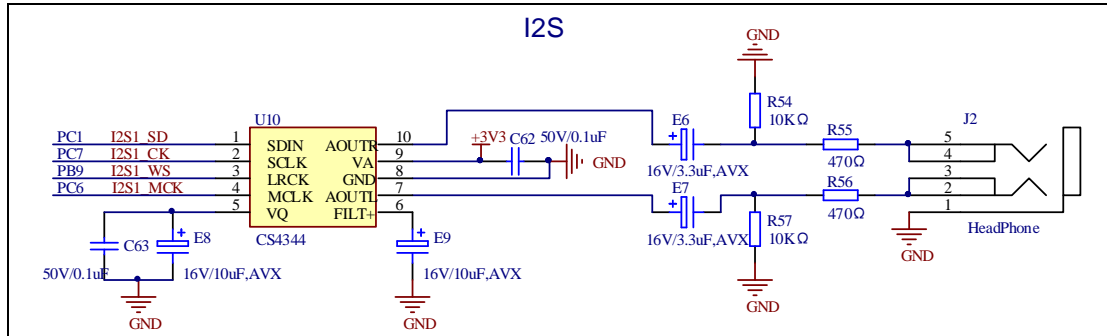 I2S
GND
U10
R54
10KΩ
E6
+3V3
C62
50V/0.1uF
R55
J2
PC1 I2S1_SD 1 SDIN AOUTR 10
PC7 I2S1_CK 2 SCLK VA 9
PB9 I2S1_WS 3 LRCK GND 8
PC6 I2S1_MCK 4 MCLK AOUTL 7
5 VQ FILT+ 6
CS4344
GND
16V/3.3uF,AVX
470Ω
5
4
3
2
1
E7
R56
16V/3.3uF,AVX
R57
10KΩ
470Ω
HeadPhone
GND
C63
E8
E9
50V/0.1uF
16V/10uF,AVX
16V/10uF,AVX
GND
GND
GND